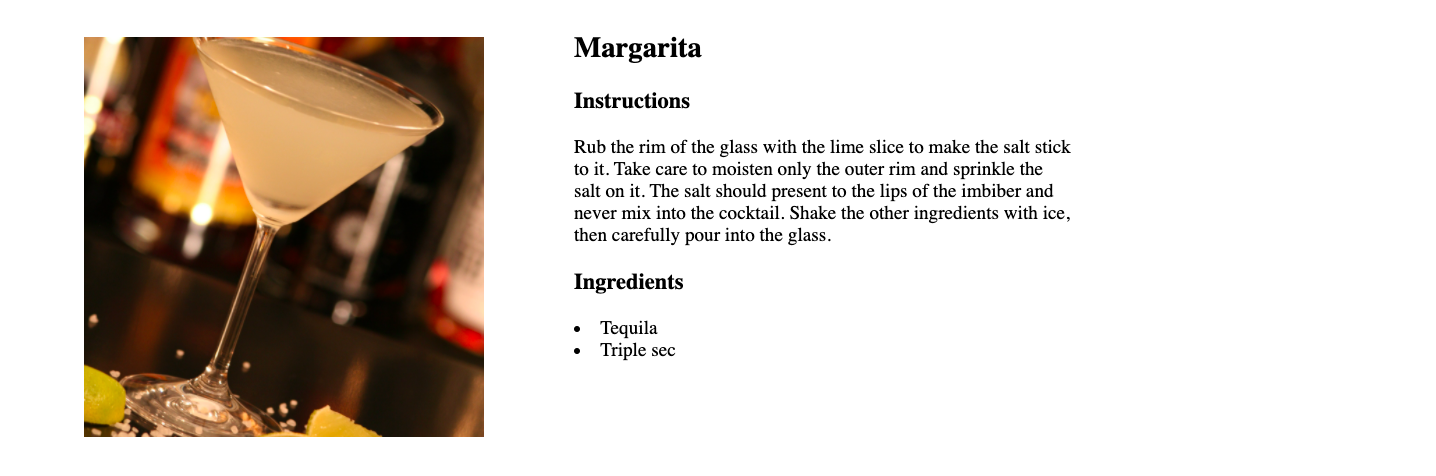 Margarita
Instructions
Rub the rim of the glass with the lime slice to make the salt stick
to it. Take care to moisten only the outer rim and sprinkle the
salt on it. The salt should present to the lips of the imbiber and
never mix into the cocktail. Shake the other ingredients with ice,
then carefully pour into the glass.
Ingredients
• Tequila
• Triple sec